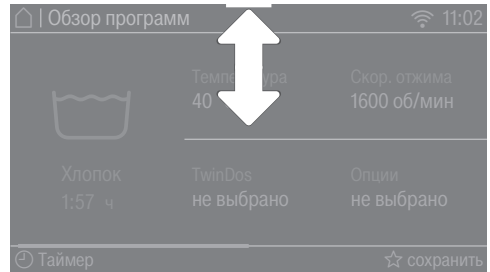 | Обзор программ 11:02
Температура Скор. отжима
40 1600 об/мин
Хлопок TwinDos Опции
1:57 ч не выбрано не выбрано
Таймер сохранить